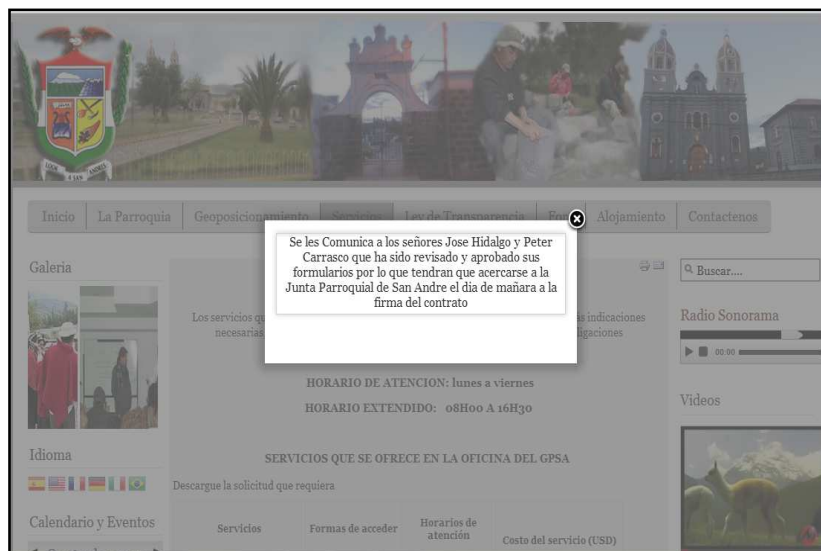 Inicio La Parroquia Geoposicionamiento Servicios Ley de Transparencia Alojamiento Contactenos
Se les Comunica a los señores Jose Hidalgo y Peter
Carrasco que ha sido revisado y aprobado sus
formularios por lo que tendran que acercarse a la
Junta Parroquial de San Andre el dia de mañara a la
firma del contrato
Galeria
Buscar....
Los servicios
indicaciones
necesarias
Radio Sonorama
00:00
HORARIO DE ATENCION: lunes a viernes
HORARIO EXTENDIDO: 08H00 A 16H30
Videos
Idioma
SERVICIOS QUE SE OFRECE EN LA OFICINA DEL GPSA
Descargue la solicitud que requiera
Calendario y Eventos
Servicios Formas de acceder Horarios de
atención Costo del servicio (USD)